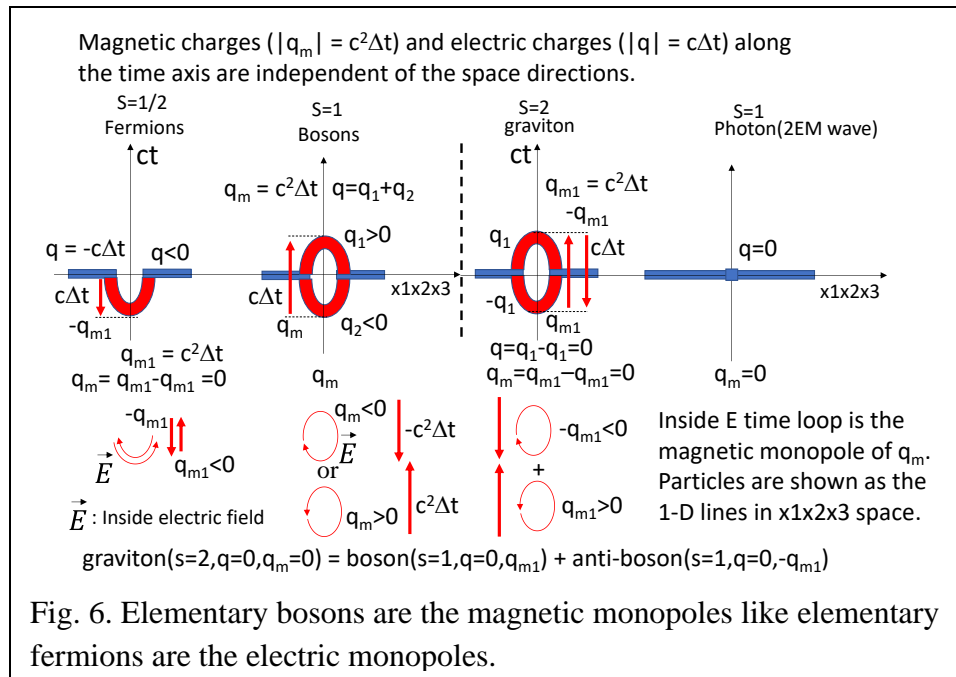 Magnetic charges (|qₘ| = c²Δt) and electric charges (|q| = cΔt) along
the time axis are independent of the space directions.
S=1/2
Fermions
S=1
Bosons
S=2
graviton
S=1
Photon(2EM wave)
ct
qₘ = c²Δt
q=q₁+q₂
ct
qₘ₁ = c²Δt
-qₘ₁
q = -cΔt
q<0
q₁>0
q₁
cΔt
q=0
cΔt
cΔt
-q₁
x1x2x3
x1x2x3
-qₘ₁
qₘ
q₂<0
qₘ₁
qₘ₁ = c²Δt
qₘ= qₘ₁-qₘ₁ =0
qₘ
q=q₁-q₁=0
qₘ=qₘ₁–qₘ₁=0
qₘ=0
-qₘ₁
E
qₘ₁<0
qₘ<0
E
-c²Δt
or
qₘ>0
c²Δt
-qₘ₁<0
+
qₘ₁>0
Inside E time loop is the
magnetic monopole of qₘ.
Particles are shown as the
1-D lines in x1x2x3 space.
E : Inside electric field
graviton(s=2,q=0,qₘ=0) = boson(s=1,q=0,qₘ₁) + anti-boson(s=1,q=0,-qₘ₁)
Fig. 6. Elementary bosons are the magnetic monopoles like elementary
fermions are the electric monopoles.